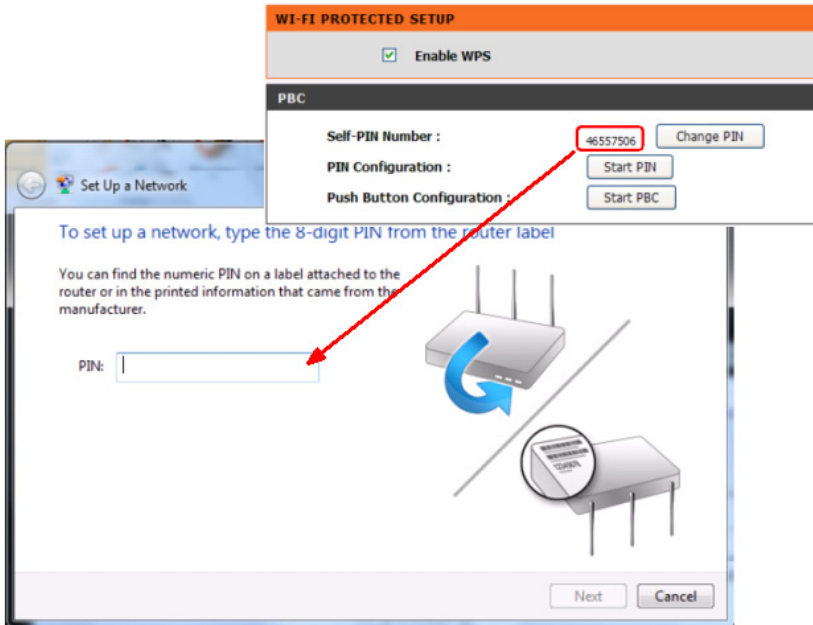 WI-FI PROTECTED SETUP
Enable WPS
PBC
Self-PIN Number :
46557506
Change PIN
PIN Configuration :
Start PIN
Push Button Configuration :
Start PBC
Set Up a Network
To set up a network, type the 8-digit PIN from the router label
You can find the numeric PIN on a label attached to the
router or in the printed information that came from the
manufacturer.
PIN:
12345678
Next
Cancel